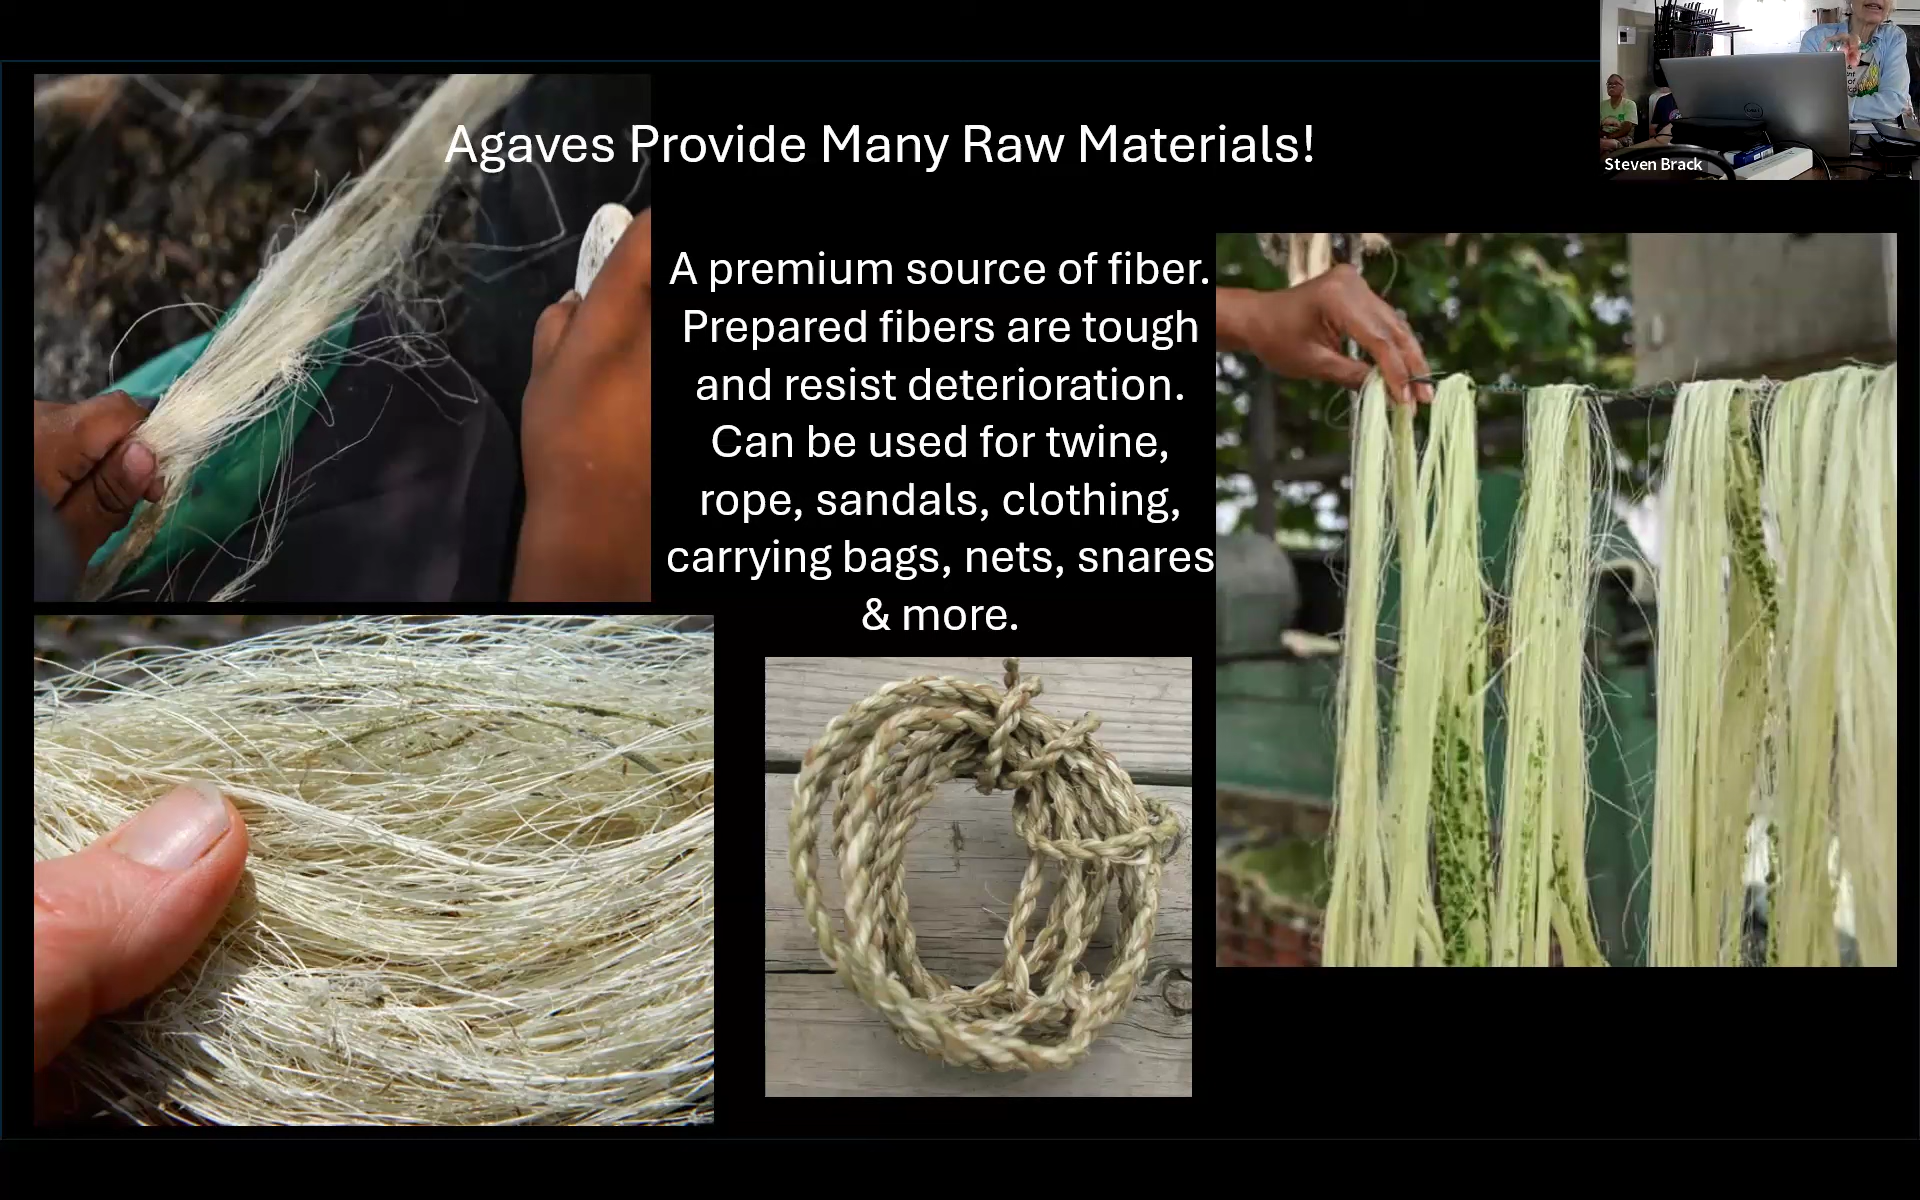 Agaves Provide Many Raw Materials!
A premium source of fiber.
Prepared fibers are tough
and resist deterioration.
Can be used for twine,
rope, sandals, clothing,
carrying bags, nets, snares
& more.
Steven Brack